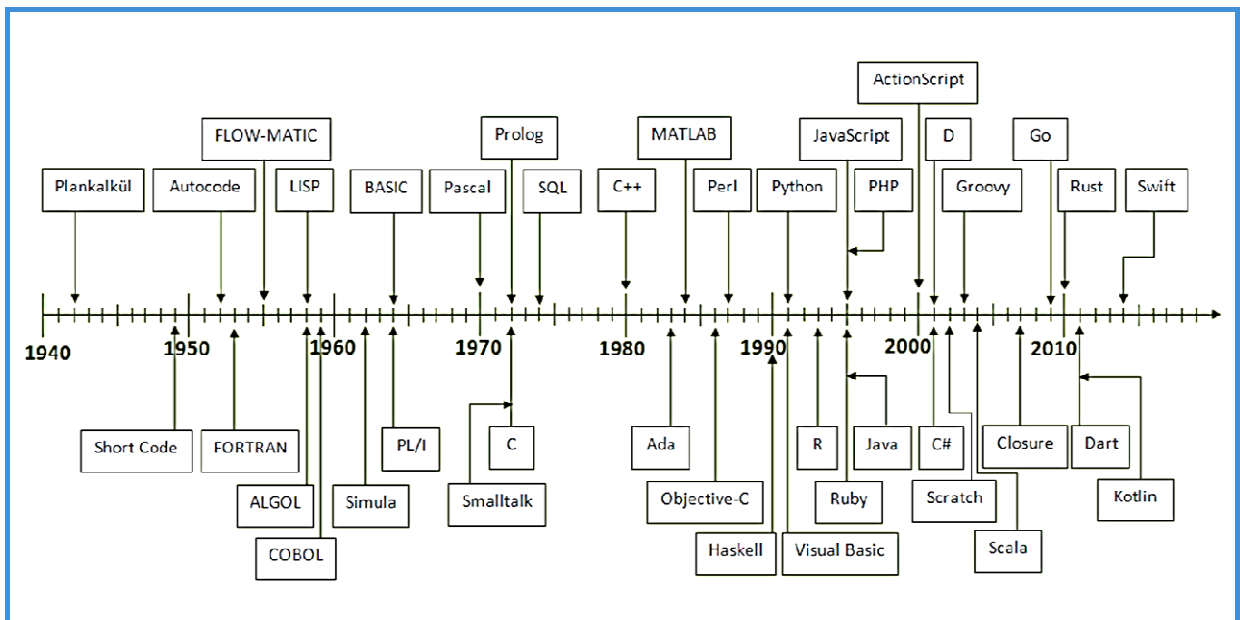 ActionScript
FLOW-MATIC
Prolog
MATLAB
JavaScript
D
Go
Plankalkül
Autocode
LISP
BASIC
Pascal
SQL
C++
Perl
Python
PHP
Groovy
Rust
Swift
1940
1950
1960
1970
1980
1990
2000
2010
Short Code
FORTRAN
PL/I
C
Ada
R
Java
C#
Closure
Dart
ALGOL
Simula
Smalltalk
Objective-C
Ruby
Scratch
Kotlin
COBOL
Haskell
Visual Basic
Scala